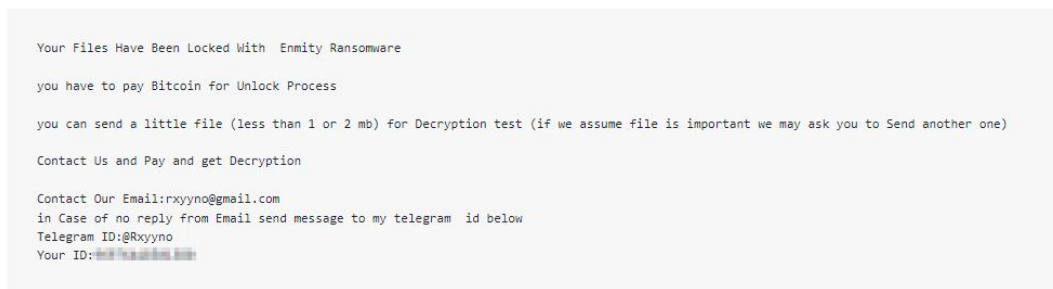 Your Files Have Been Locked With  Enmity Ransomware
you have to pay Bitcoin for Unlock Process
you can send a little file (less than 1 or 2 mb) for Decryption test (if we assume file is important we may ask you to Send another one)
Contact Us and Pay and get Decryption
Contact Our Email:rxyyno@gmail.com
in Case of no reply from Email send message to my telegram  id below
Telegram ID:@Rxyyno
Your ID: